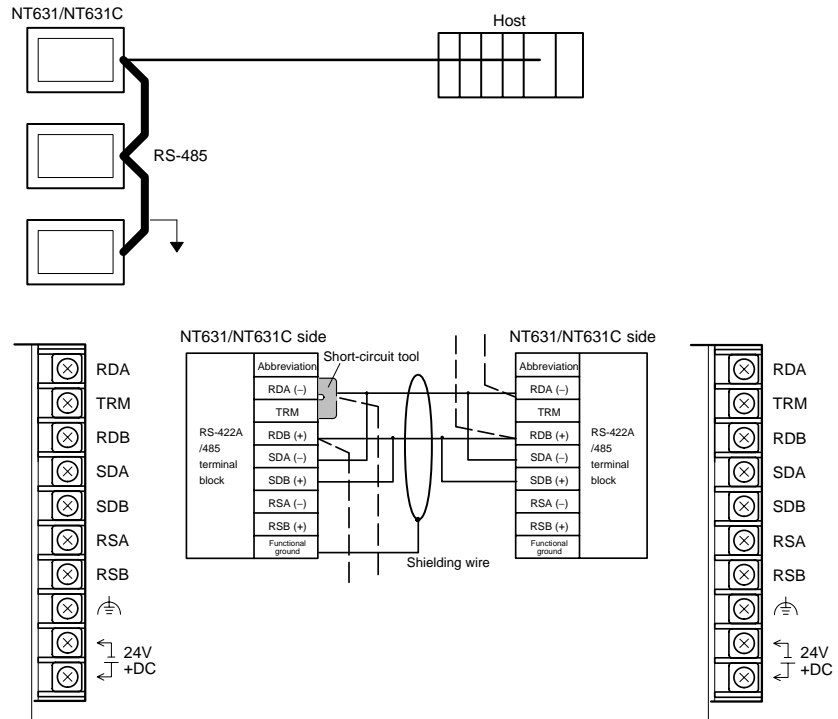 NT631/NT631C
Host
RS-485
NT631/NT631C side
Short-circuit tool
NT631/NT631C side
RDA
TRM
RDB
SDA
SDB
RSA
RSB
24V
+DC
RS-422A
/485
terminal
block
Abbreviation
RDA (–)
TRM
RDB (+)
SDA (–)
SDB (+)
RSA (–)
RSB (+)
Functional
ground
Shielding wire
Abbreviation
RDA (–)
TRM
RDB (+)
SDA (–)
SDB (+)
RSA (–)
RSB (+)
Functional
ground
RS-422A
/485
terminal
block
RDA
TRM
RDB
SDA
SDB
RSA
RSB
24V
+DC